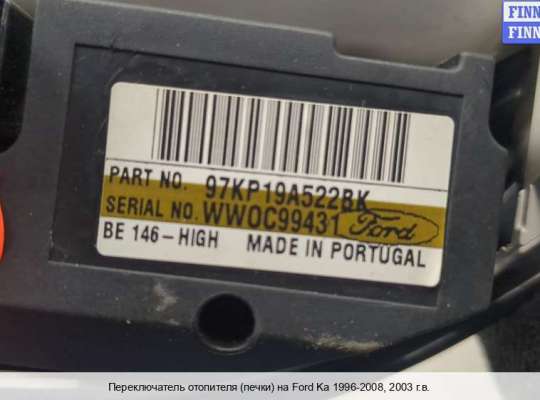 FINN
FINN
PART NO. 97KP19A522BK
SERIAL NO. WWOC99431 Ford
BE 146-HIGH MADE IN PORTUGAL
Переключатель отопителя (печки) на Ford Ka 1996-2008, 2003 г.в.